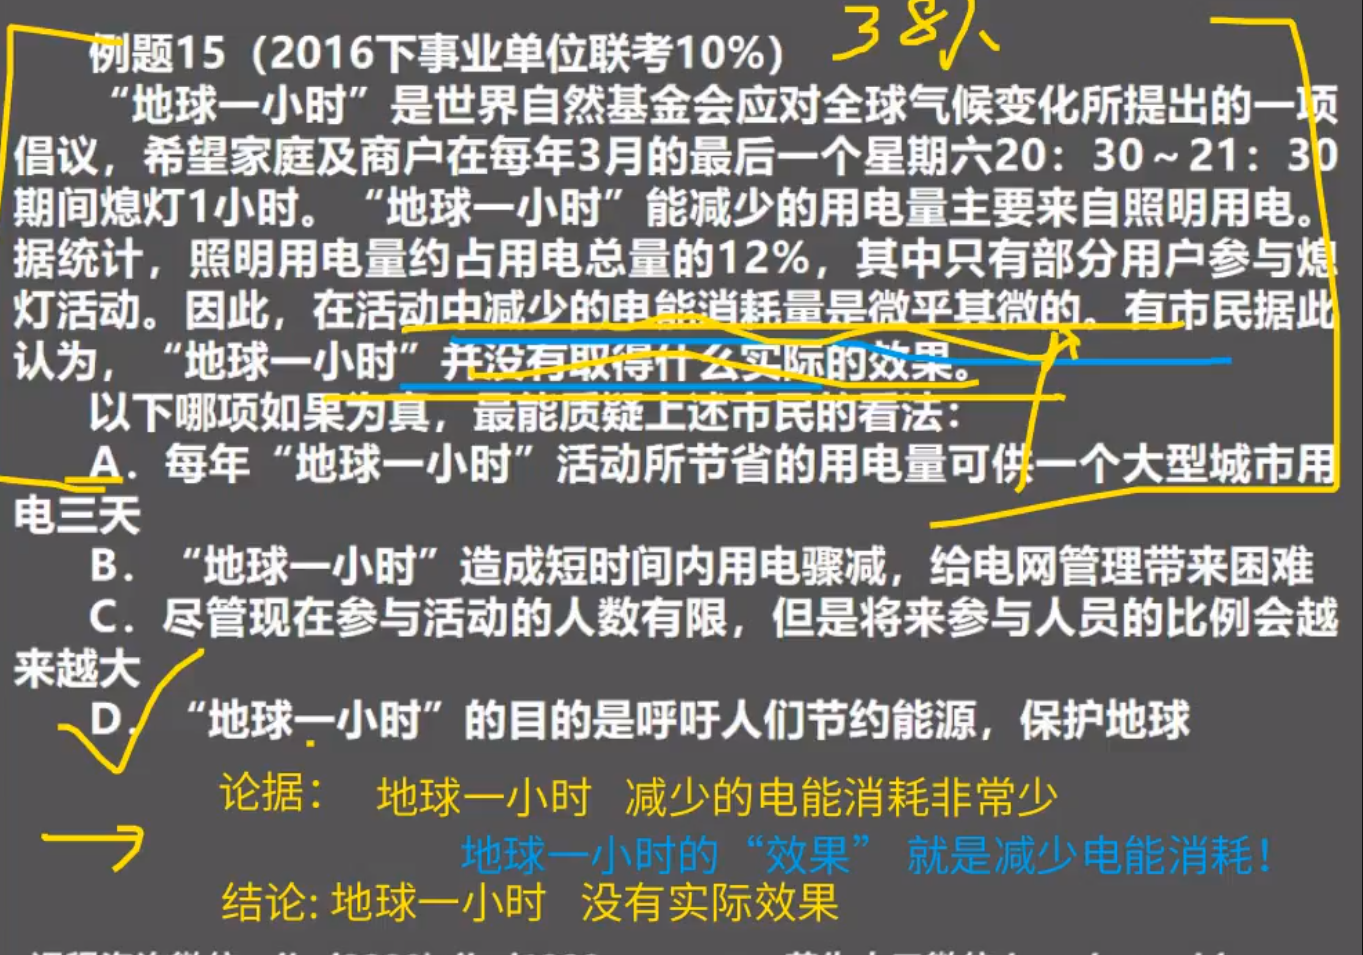 38人
例题15（2016下事业单位联考10%）
“地球一小时”是世界自然基金会应对全球气候变化所提出的一项
倡议，希望家庭及商户在每年3月的最后一个星期六20：30～21：30
期间熄灯1小时。“地球一小时”能减少的用电量主要来自照明用电。
据统计，照明用电量约占用电总量的12%，其中只有部分用户参与熄
灯活动。因此，在活动中减少的电能消耗量是微乎其微的。有市民据此
认为，“地球一小时”并没有取得什么实际的效果。
以下哪项如果为真，最能质疑上述市民的看法：
A．每年“地球一小时”活动所节省的用电量可供一个大型城市用
电三天
B．“地球一小时”造成短时间内用电骤减，给电网管理带来困难
C．尽管现在参与活动的人数有限，但是将来参与人员的比例会越
来越大
D．“地球一小时”的目的是呼吁人们节约能源，保护地球
论据： 地球一小时 减少的电能消耗非常少
地球一小时的“效果” 就是减少电能消耗！
结论: 地球一小时 没有实际效果